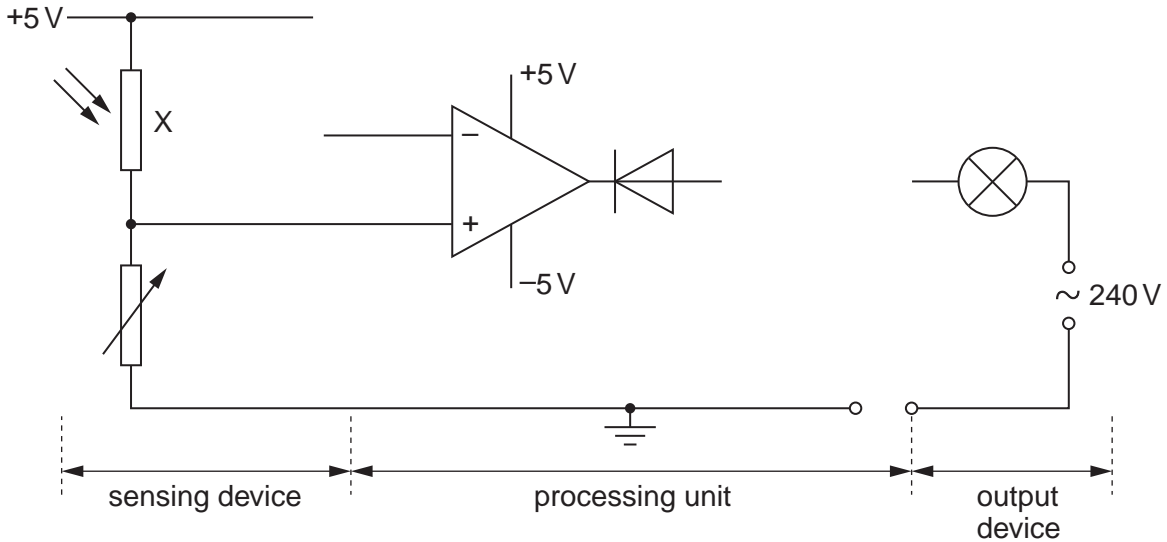 +5 V
+5 V
X
–
+
–5 V
~ 240 V
sensing device
processing unit
output
device